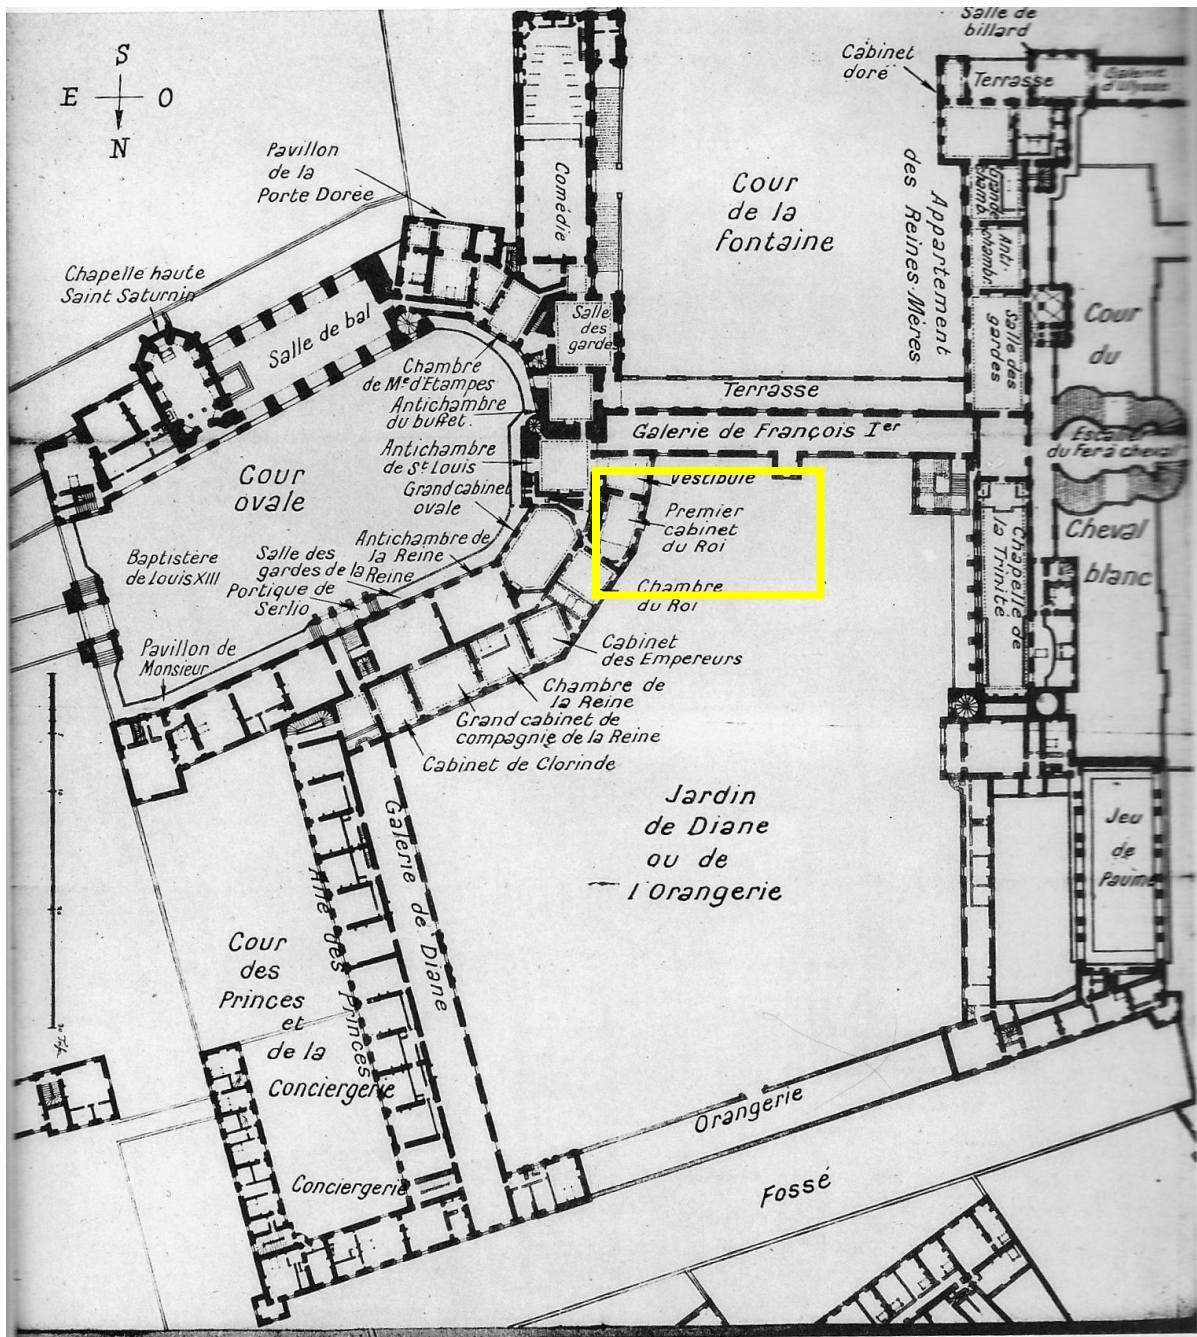 S
E O
N
Salle de
billard
Cabinet
doré
Terrasse
Galerie
d'Ulysse
Pavillon
de la
Porte Dorée
Comédie
Cour
de la
fontaine
Appartement
des Reines-Mères
Grande
chamb.
Anti-
chambr.
Salle des
gardes
Cour
du
Cheval
blanc
Chapelle haute
Saint Saturnin
Salle de bal
Salle
des
gardes
Chambre
de Me d'Etampes
Antichambre
du buffet.
Terrasse
Galerie de François Ier
Escalier
du Fer à cheval
Antichambre
de St Louis
Grand cabinet
ovale
Vestibule
Premier
cabinet
du Roi
Cour
ovale
Antichambre de
la Reine
Salle des
gardes de la Reine
Baptistère
de Louis XIII
Portique de
Serlio
Chambre
du Roi
Chapelle de
la Trinité
Pavillon de
Monsieur
Cabinet
des Empereurs
Chambre de
la Reine
Grand cabinet de
compagnie de la Reine
Cabinet de Clorinde
Jardin
de Diane
ou de
l'Orangerie
Jeu
de
Paume
Galerie de Diane
Aile des Princes
Cour
des
Princes
et
de la
Conciergerie
Conciergerie
Orangerie
Fossé